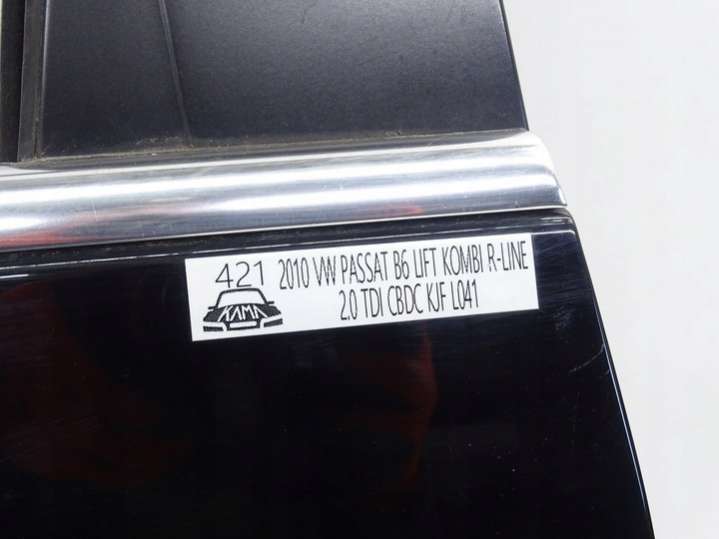 421 2010 VW PASSAT B6 LIFT KOMBI R-LINE
KAMA 2.0 TDI CBDC KJF L041